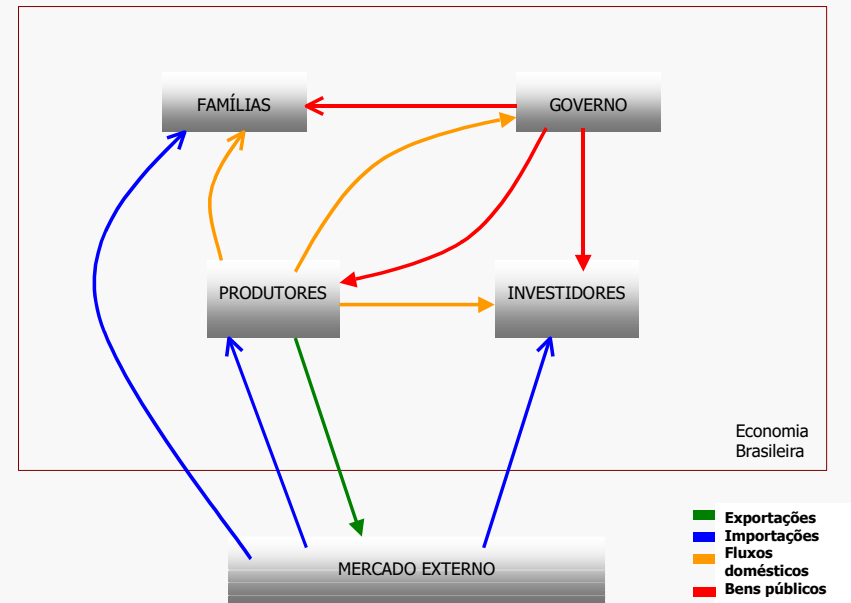 FAMÍLIAS
GOVERNO
PRODUTORES
INVESTIDORES
Economia
Brasileira
MERCADO EXTERNO
Exportações
Importações
Fluxos
domésticos
Bens públicos